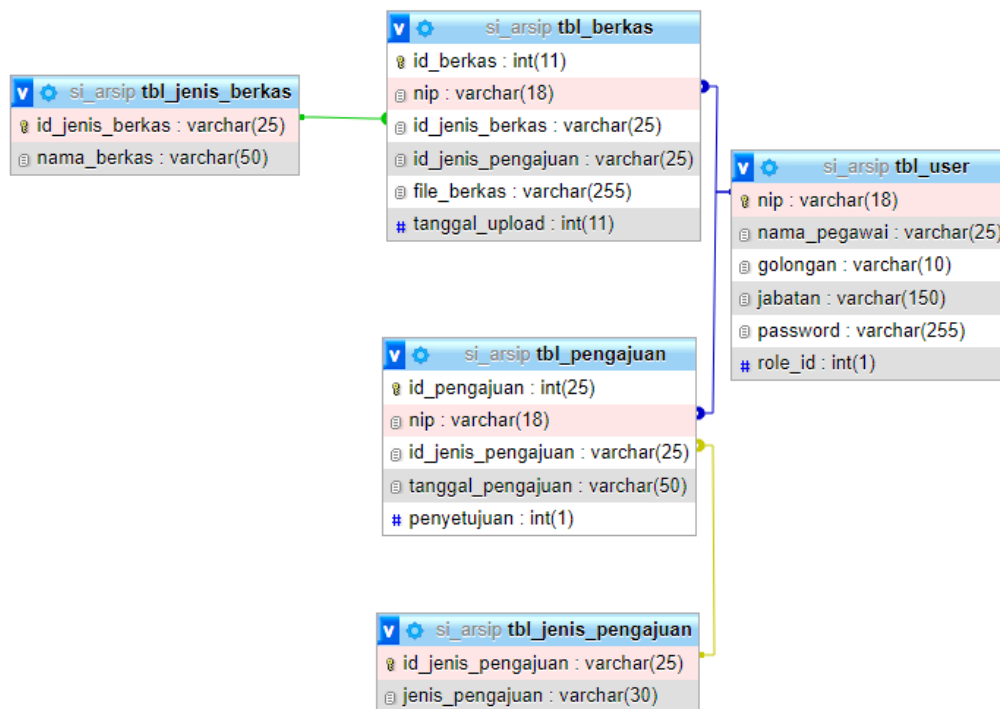 si_arsip tbl_jenis_berkas
id_jenis_berkas : varchar(25)
nama_berkas : varchar(50)
si_arsip tbl_berkas
id_berkas : int(11)
nip : varchar(18)
id_jenis_berkas : varchar(25)
id_jenis_pengajuan : varchar(25)
file_berkas : varchar(255)
# tanggal_upload : int(11)
si_arsip tbl_user
nip : varchar(18)
nama_pegawai : varchar(25)
golongan : varchar(10)
jabatan : varchar(150)
password : varchar(255)
# role_id : int(1)
si_arsip tbl_pengajuan
id_pengajuan : int(25)
nip : varchar(18)
id_jenis_pengajuan : varchar(25)
tanggal_pengajuan : varchar(50)
# penyetujuan : int(1)
si_arsip tbl_jenis_pengajuan
id_jenis_pengajuan : varchar(25)
jenis_pengajuan : varchar(30)